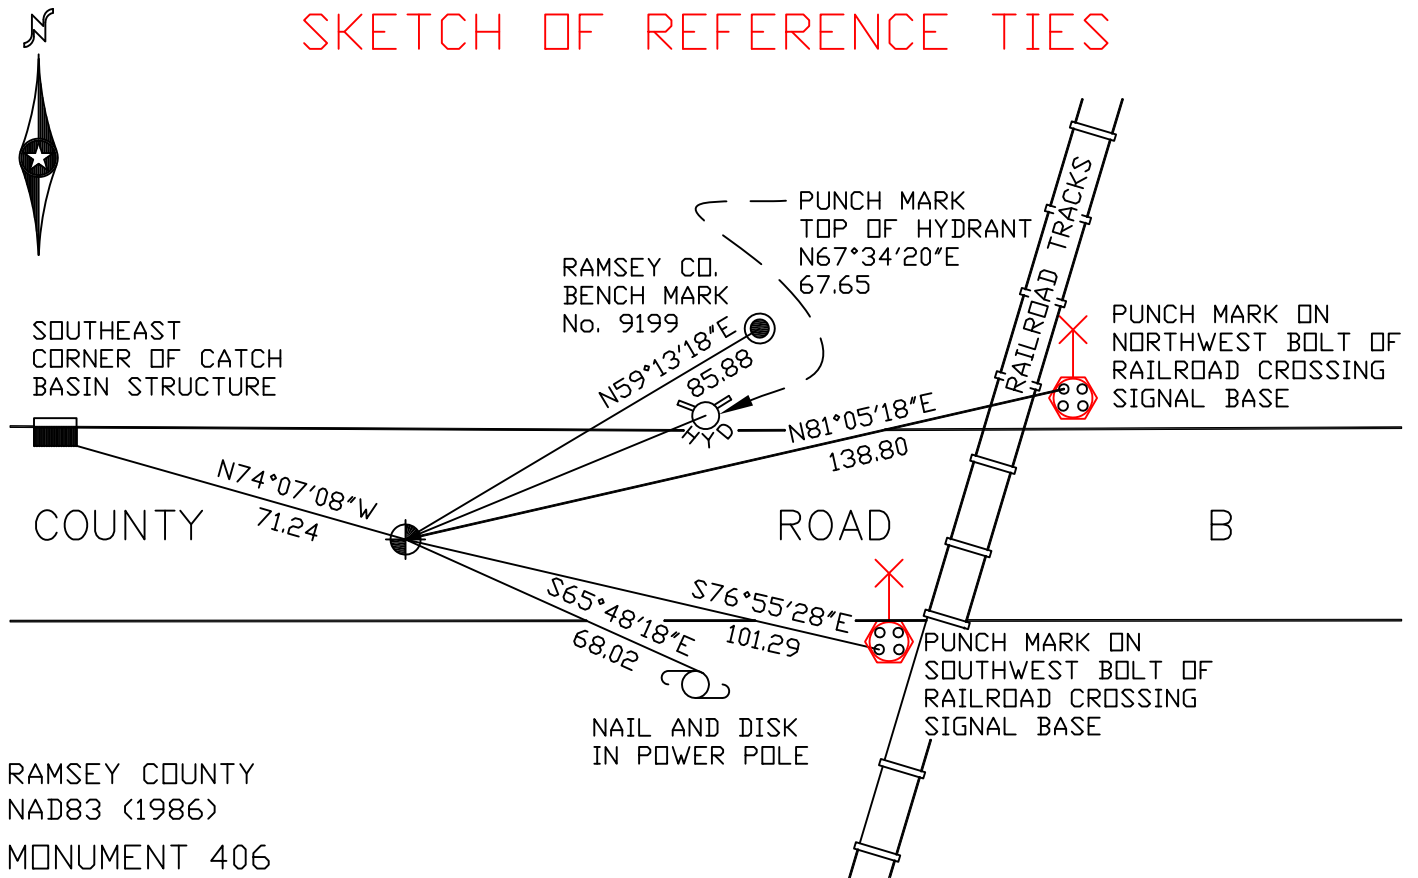 N
SKETCH OF REFERENCE TIES
PUNCH MARK
TOP OF HYDRANT
N67°34'20"E
67.65
RAMSEY CO.
BENCH MARK
No. 9199
RAILROAD TRACKS
PUNCH MARK ON
NORTHWEST BOLT OF
RAILROAD CROSSING
SIGNAL BASE
SOUTHEAST
CORNER OF CATCH
BASIN STRUCTURE
N59°13'18"E
85.88
HYD
N81°05'18"E
138.80
N74°07'08"W
71.24
COUNTY ROAD B
S65°48'18"E
68.02
S76°55'28"E
101.29
PUNCH MARK ON
SOUTHWEST BOLT OF
RAILROAD CROSSING
SIGNAL BASE
NAIL AND DISK
IN POWER POLE
RAMSEY COUNTY
NAD83 (1986)
MONUMENT 406